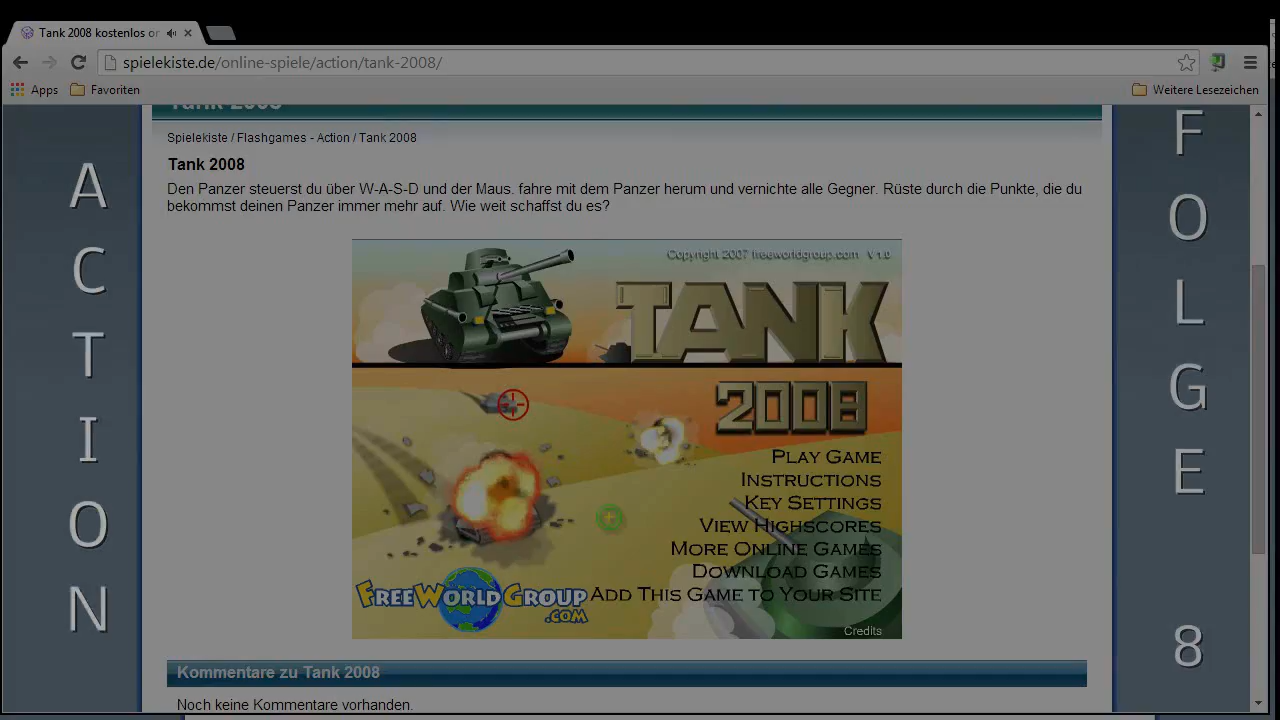 Tank 2008 kostenlos or
spielekiste.de/online-spiele/action/tank-2008/
Apps
Favoriten
Weitere Lesezeichen
Tank 2008
Spielekiste / Flashgames - Action / Tank 2008
Tank 2008
Den Panzer steuerst du über W-A-S-D und der Maus. fahre mit dem Panzer herum und vernichte alle Gegner. Rüste durch die Punkte, die du
bekommst deinen Panzer immer mehr auf. Wie weit schaffst du es?
ACTION
FOLGE 8
Copyright 2007 freeworldgroup.com V 1.0
TANK
2008
PLAY GAME
INSTRUCTIONS
KEY SETTINGS
VIEW HIGHSCORES
MORE ONLINE GAMES
DOWNLOAD GAMES
ADD THIS GAME TO YOUR SITE
FREEWORLDGROUP
.COM
Credits
Kommentare zu Tank 2008
Noch keine Kommentare vorhanden.